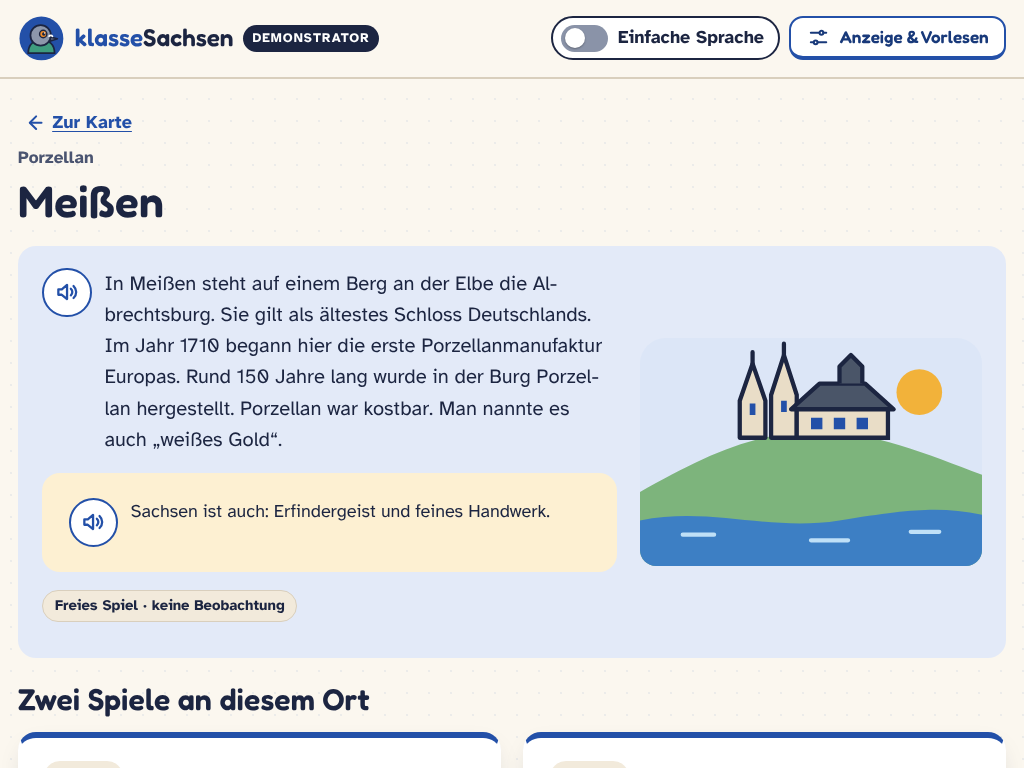 klasseSachsen DEMONSTRATOR
Einfache Sprache
Anzeige & Vorlesen
Zur Karte
Porzellan
Meißen
In Meißen steht auf einem Berg an der Elbe die Al-
brechtsburg. Sie gilt als ältestes Schloss Deutschlands.
Im Jahr 1710 begann hier die erste Porzellanmanufaktur
Europas. Rund 150 Jahre lang wurde in der Burg Porzel-
lan hergestellt. Porzellan war kostbar. Man nannte es
auch „weißes Gold“.
Sachsen ist auch: Erfindergeist und feines Handwerk.
Freies Spiel · keine Beobachtung
Zwei Spiele an diesem Ort